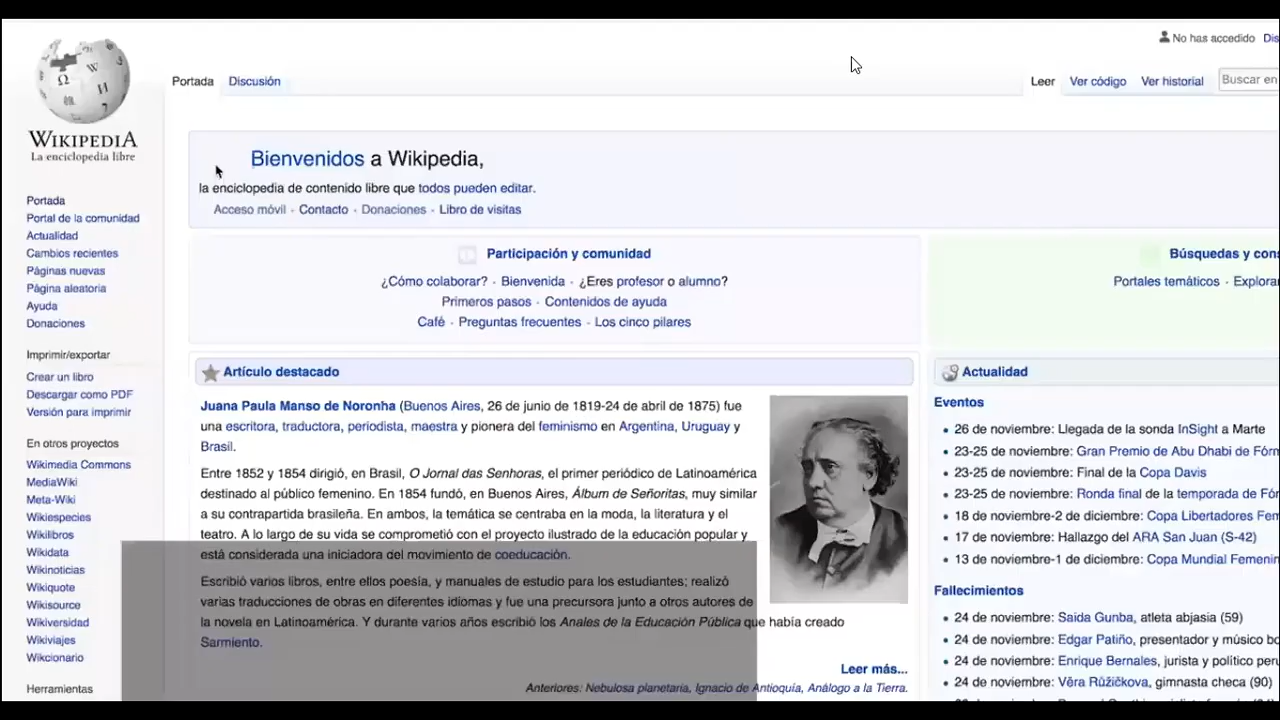 No has accedido
Portada
Discusión
Leer
Ver código
Ver historial
Buscar en
WIKIPEDIA
La enciclopedia libre
Portada
Portal de la comunidad
Actualidad
Cambios recientes
Páginas nuevas
Página aleatoria
Ayuda
Donaciones
Imprimir/exportar
Crear un libro
Descargar como PDF
Versión para imprimir
En otros proyectos
Wikimedia Commons
MediaWiki
Meta-Wiki
Wikiespecies
Wikilibros
Wikidata
Wikinoticias
Wikiquote
Wikisource
Wikiversidad
Wikiviajes
Wikcionario
Herramientas
Bienvenidos a Wikipedia,
la enciclopedia de contenido libre que todos pueden editar.
Acceso móvil · Contacto · Donaciones · Libro de visitas
Participación y comunidad
¿Cómo colaborar? · Bienvenida · ¿Eres profesor o alumno?
Primeros pasos · Contenidos de ayuda
Café · Preguntas frecuentes · Los cinco pilares
Búsquedas y
Portales temáticos ·
Artículo destacado
Juana Paula Manso de Noronha (Buenos Aires, 26 de junio de 1819-24 de abril de 1875) fue
una escritora, traductora, periodista, maestra y pionera del feminismo en Argentina, Uruguay y
Brasil.
Entre 1852 y 1854 dirigió, en Brasil, O Jornal das Senhoras, el primer periódico de Latinoamérica
destinado al público femenino. En 1854 fundó, en Buenos Aires, Álbum de Señoritas, muy similar
a su contrapartida brasileña. En ambos, la temática se centraba en la moda, la literatura y el
teatro. A lo largo de su vida se comprometió con el proyecto ilustrado de la educación popular y
está considerada una iniciadora del movimiento de coeducación.
Escribió varios libros, entre ellos poesía, y manuales de estudio para los estudiantes; realizó
varias traducciones de obras en diferentes idiomas y fue una precursora junto a otros autores de
la novela en Latinoamérica. Y durante varios años escribió los Anales de la Educación Pública que había creado
Sarmiento.
Leer más...
Anteriores: Nebulosa planetaria, Ignacio de Antioquía, Análogo a la Tierra.
Actualidad
Eventos
26 de noviembre: Llegada de la sonda InSight a Marte
23-25 de noviembre: Gran Premio de Abu Dhabi de
23-25 de noviembre: Final de la Copa Davis
23-25 de noviembre: Ronda final de la temporada de
18 de noviembre-2 de diciembre: Copa Libertadores
17 de noviembre: Hallazgo del ARA San Juan (S-42)
13 de noviembre-1 de diciembre: Copa Mundial
Fallecimientos
24 de noviembre: Saida Gunba, atleta abjasia (59)
24 de noviembre: Edgar Patiño, presentador y músico
24 de noviembre: Enrique Bernales, jurista y político
24 de noviembre: Věra Růžičková, gimnasta checa (90)